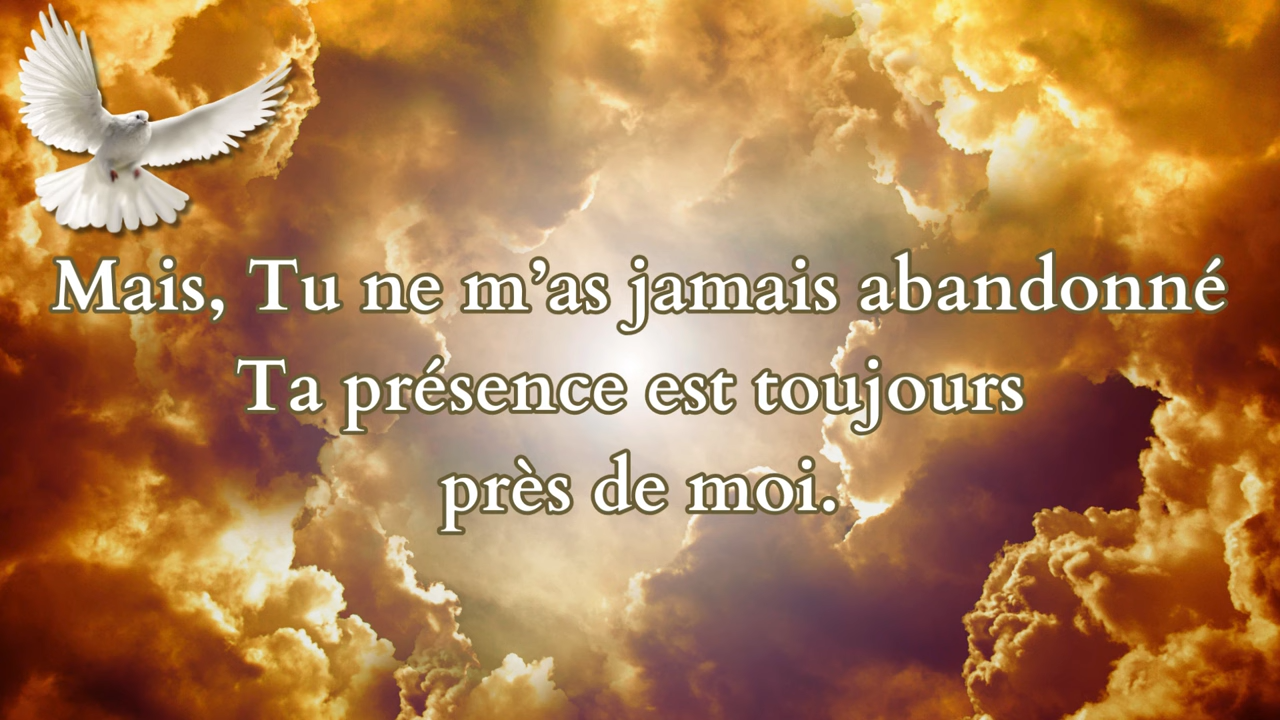 Mais, Tu ne m’as jamais abandonné
Ta présence est toujours
près de moi.